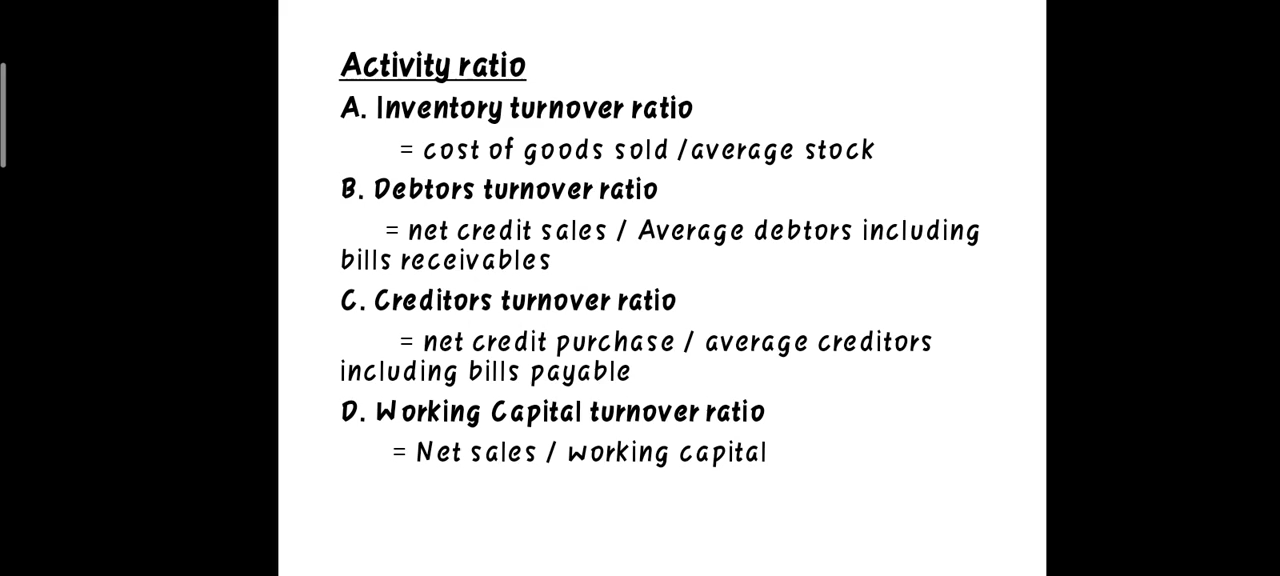 Activity ratio
A. Inventory turnover ratio
= cost of goods sold /average stock
B. Debtors turnover ratio
= net credit sales / Average debtors including
bills receivables
C. Creditors turnover ratio
= net credit purchase / average creditors
including bills payable
D. Working Capital turnover ratio
= Net sales / working capital